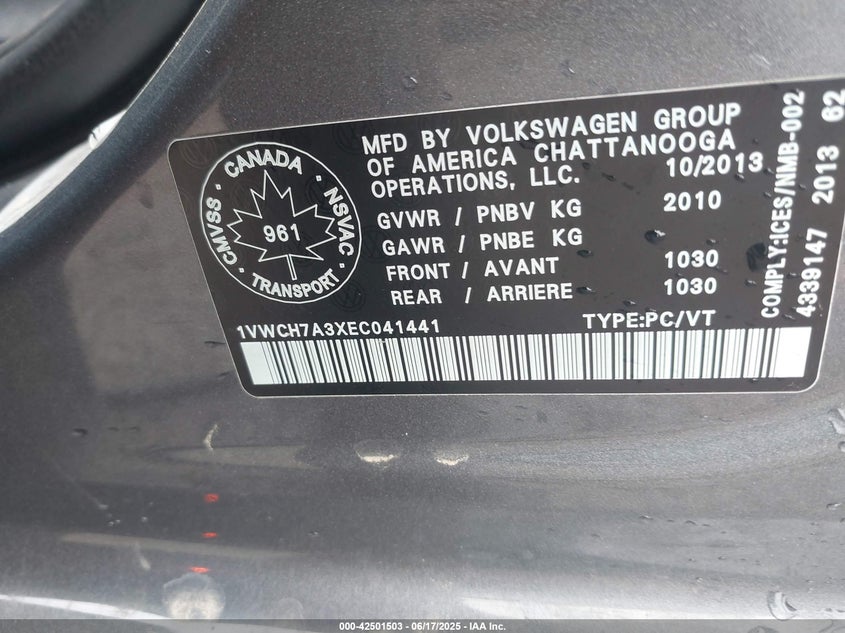 CANADA
CMVSS
NSVAC
961
TRANSPORT
MFD BY VOLKSWAGEN GROUP
OF AMERICA CHATTANOOGA
OPERATIONS, LLC. 10/2013
GVWR / PNBV KG 2010
GAWR / PNBE KG
FRONT / AVANT 1030
REAR / ARRIERE 1030
1VWCH7A3XEC041441 TYPE:PC/VT
COMPLY:ICES/NMB-002
4339147 2013 62
000-42501503 - 06/17/2025 - IAA Inc.